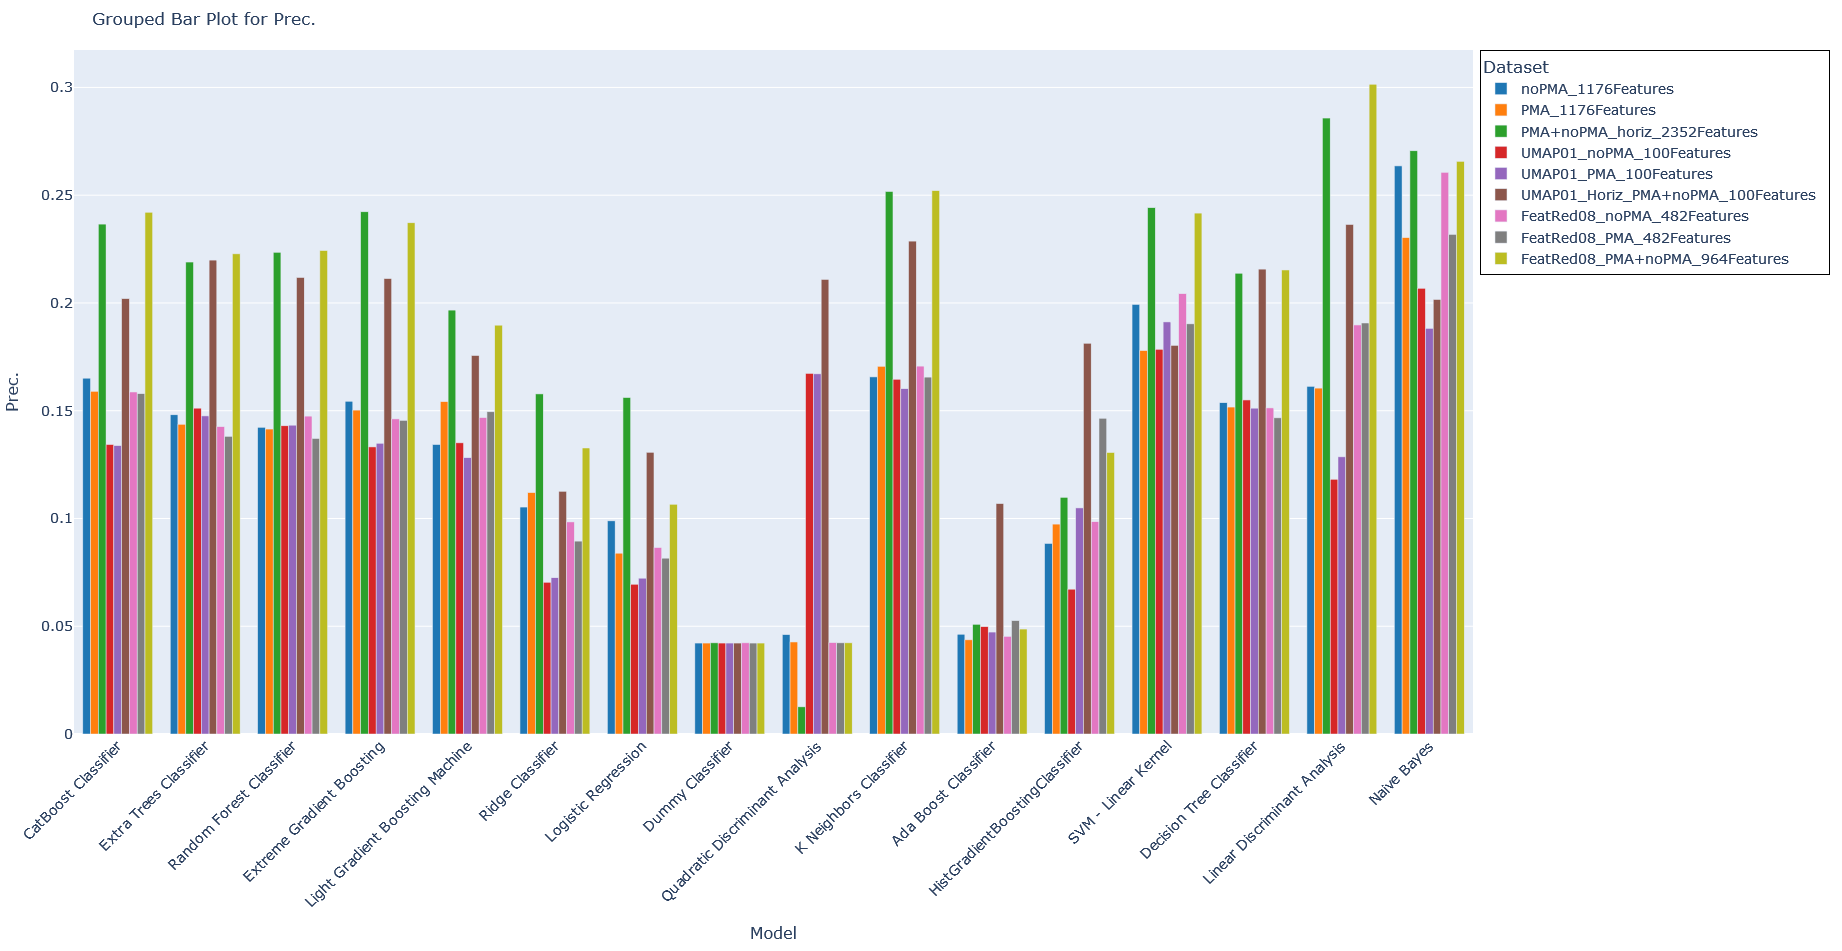 Grouped Bar Plot for Prec.
Dataset
noPMA_1176Features
PMA_1176Features
PMA+noPMA_horiz_2352Features
UMAP01_noPMA_100Features
UMAP01_PMA_100Features
UMAP01_Horiz_PMA+noPMA_100Features
FeatRed08_noPMA_482Features
FeatRed08_PMA_482Features
FeatRed08_PMA+noPMA_964Features
0.3
0.25
0.2
0.15
0.1
0.05
0
Prec.
CatBoost Classifier
Extra Trees Classifier
Random Forest Classifier
Extreme Gradient Boosting
Light Gradient Boosting Machine
Ridge Classifier
Logistic Regression
Dummy Classifier
Quadratic Discriminant Analysis
K Neighbors Classifier
Ada Boost Classifier
HistGradientBoostingClassifier
SVM - Linear Kernel
Decision Tree Classifier
Linear Discriminant Analysis
Naive Bayes
Model